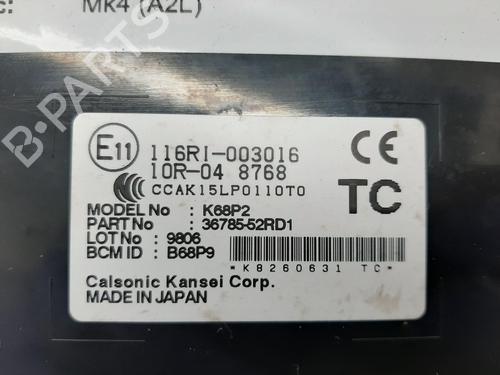 c: Mk4 (A2L)
B-PARTS
E11 116RI-003016 CE
10R-04 8768
CCAK15LP0110T0 TC
MODEL No : K68P2
PART No : 36785-52RD1
LOT No : 9806
BCM ID : B68P9
*K8260631 TC*
Calsonic Kansei Corp.
MADE IN JAPAN